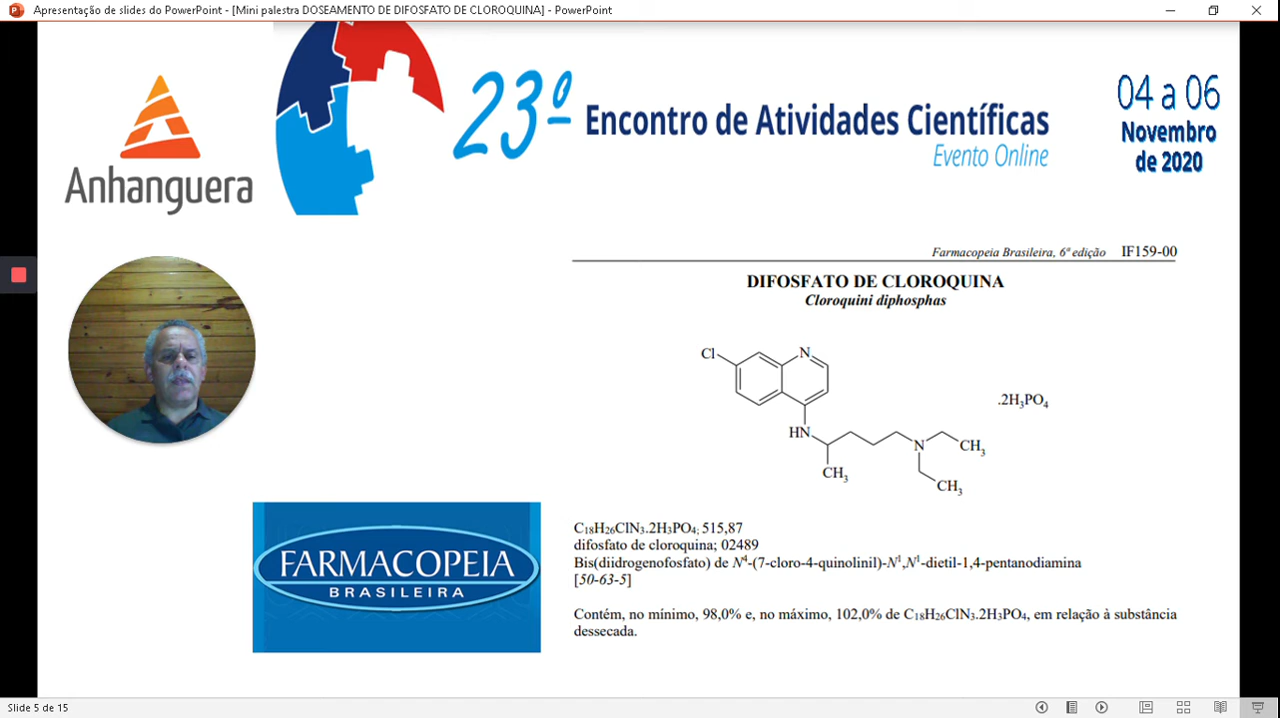 Apresentação de slides do PowerPoint - [Mini palestra DOSEAMENTO DE DIFOSFATO DE CLOROQUINA] - PowerPoint
Anhanguera
23º Encontro de Atividades Científicas
Evento Online
04 a 06
Novembro
de 2020
Farmacopeia Brasileira, 6ª edição IF159-00
DIFOSFATO DE CLOROQUINA
Cloroquini diphosphas
Cl
N
.2H₃PO₄
HN
N
CH₃
CH₃
CH₃
C₁₈H₂₆ClN₃.2H₃PO₄; 515,87
difosfato de cloroquina; 02489
Bis(diidrogenofosfato) de N⁴-(7-cloro-4-quinolinil)-N¹,N¹-dietil-1,4-pentanodiamina
[50-63-5]
Contém, no mínimo, 98,0% e, no máximo, 102,0% de C₁₈H₂₆ClN₃.2H₃PO₄, em relação à substância
dessecada.
FARMACOPEIA
BRASILEIRA
Slide 5 de 15